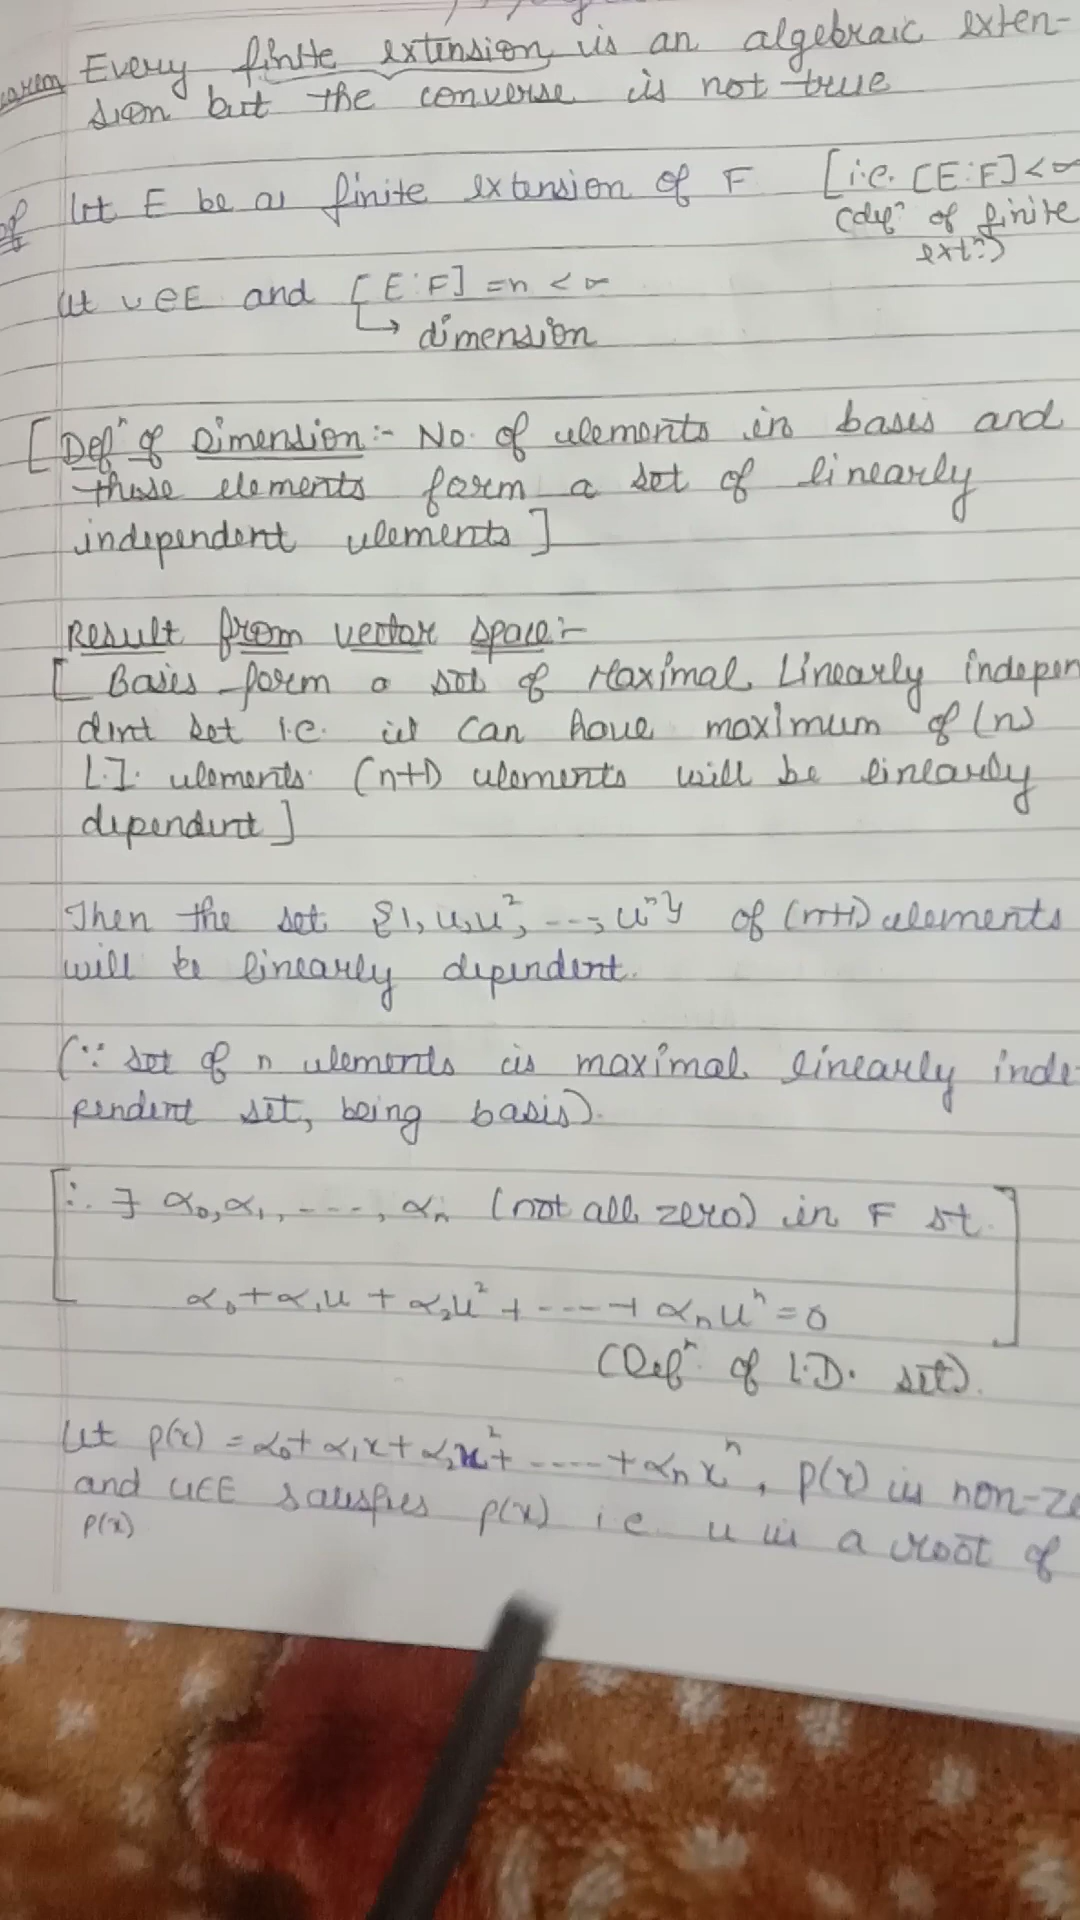 Every finite extension is an algebraic exten-
sion but the converse is not true
let E be a finite extension of F [i.e. [E:F]<∞
(defⁿ of finite
extⁿ)
let u∈E and [E:F]=n<∞
↳ dimension
[Defⁿ of Dimension:- No. of elements in basis and
these elements form a set of linearly
independent elements]
Result from vector space:-
[Basis form a set of Maximal Linearly indepen
dent set i.e. it can have maximum of (n)
L.I. elements. (n+1) elements will be linearly
dependent]
Then the set {1, u, u², ---, uⁿ} of (n+1) elements
will be linearly dependent.
(∵ set of n elements is maximal linearly inde-
pendent set, being basis).
[∴ ∃ α₀, α₁, ----, αₙ (not all zero) in F st.
α₀+α₁u+α₂u²+----+αₙuⁿ=0]
(Defⁿ of L.D. set).
let p(x) = α₀+α₁x+α₂x²+.....+αₙxⁿ, p(x) is non-ze
and u∈E satisfies p(x) i.e. u is a root of
p(x)